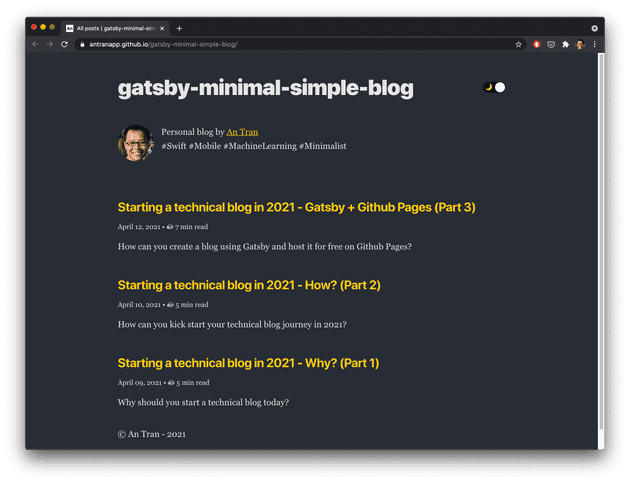 An All posts | gatsby-minimal-sim
antranapp.github.io/gatsby-minimal-simple-blog/
gatsby-minimal-simple-blog
Personal blog by An Tran
#Swift #Mobile #MachineLearning #Minimalist
Starting a technical blog in 2021 - Gatsby + Github Pages (Part 3)
April 12, 2021 • 7 min read
How can you create a blog using Gatsby and host it for free on Github Pages?
Starting a technical blog in 2021 - How? (Part 2)
April 10, 2021 • 5 min read
How can you kick start your technical blog journey in 2021?
Starting a technical blog in 2021 - Why? (Part 1)
April 09, 2021 • 5 min read
Why should you start a technical blog today?
© An Tran - 2021